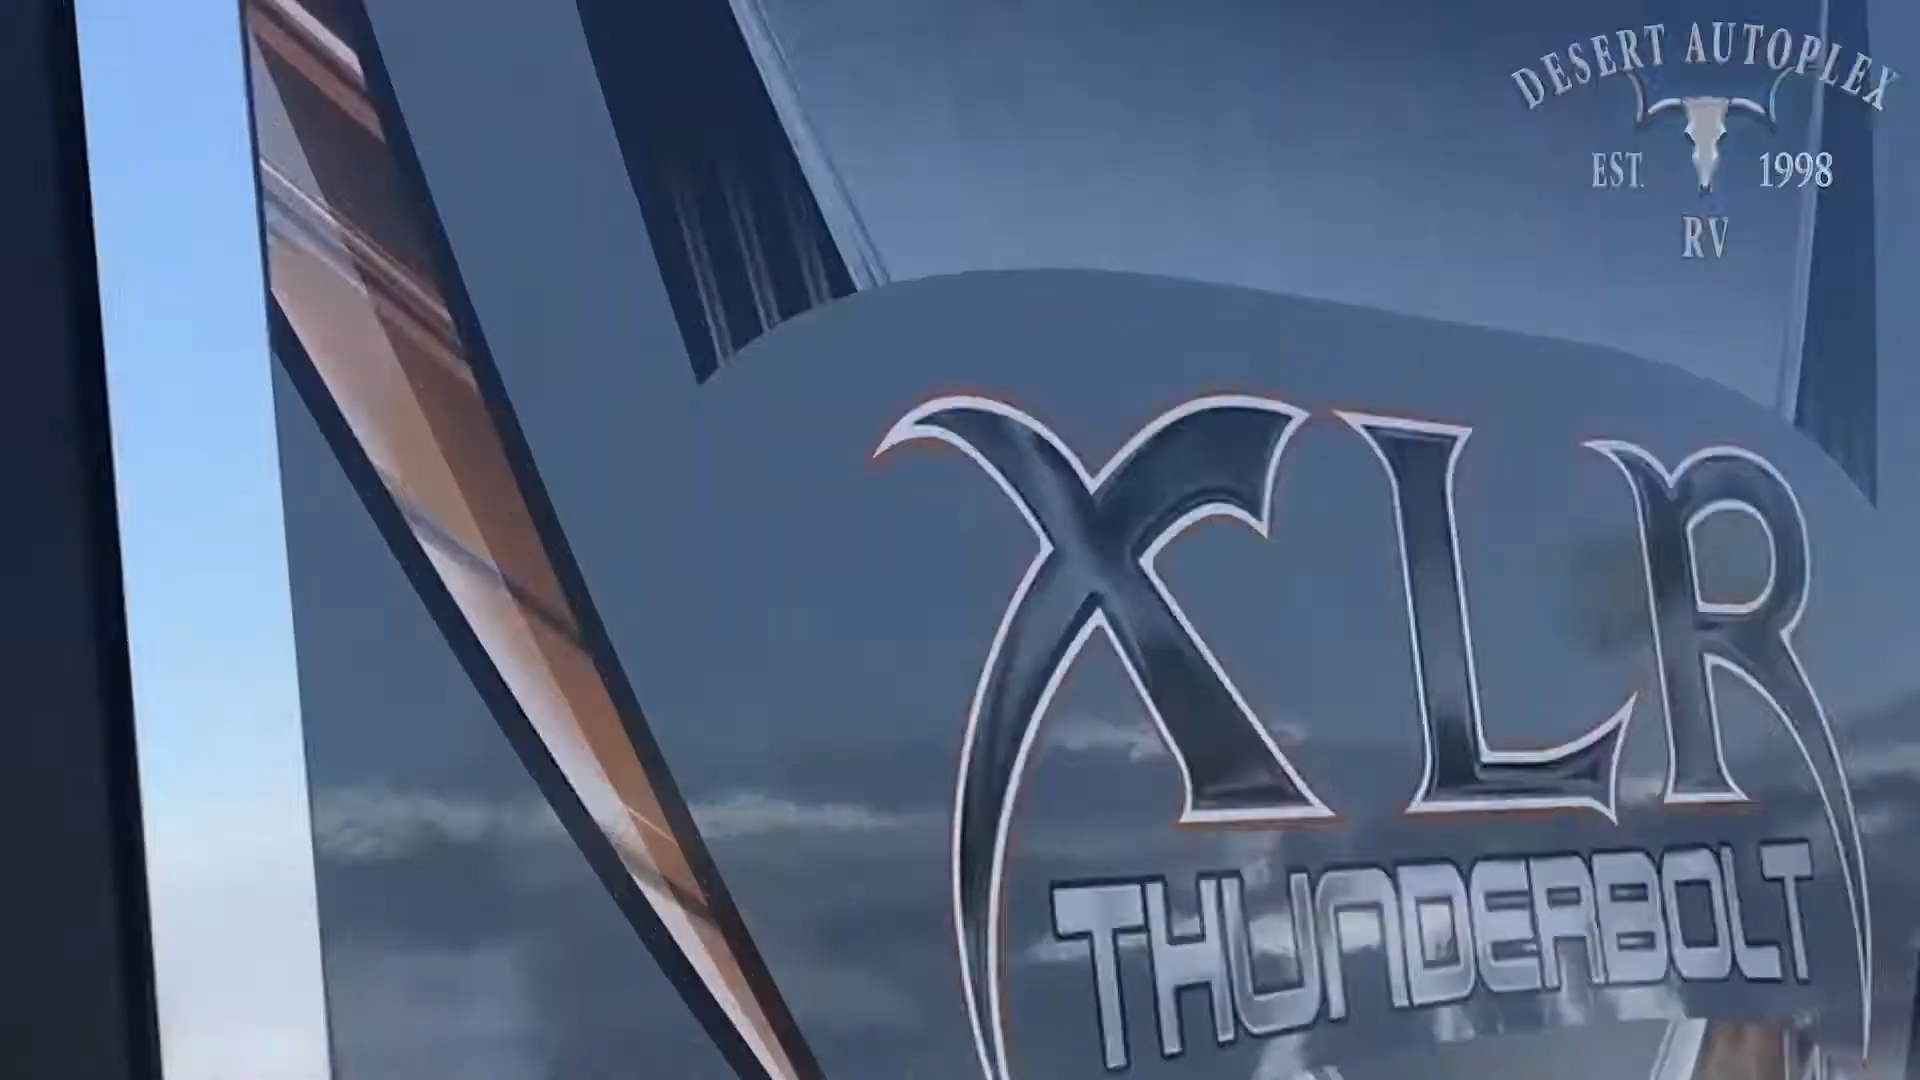 DESERT AUTOPLEX
EST. 1998
RV
XLR
THUNDERBOLT